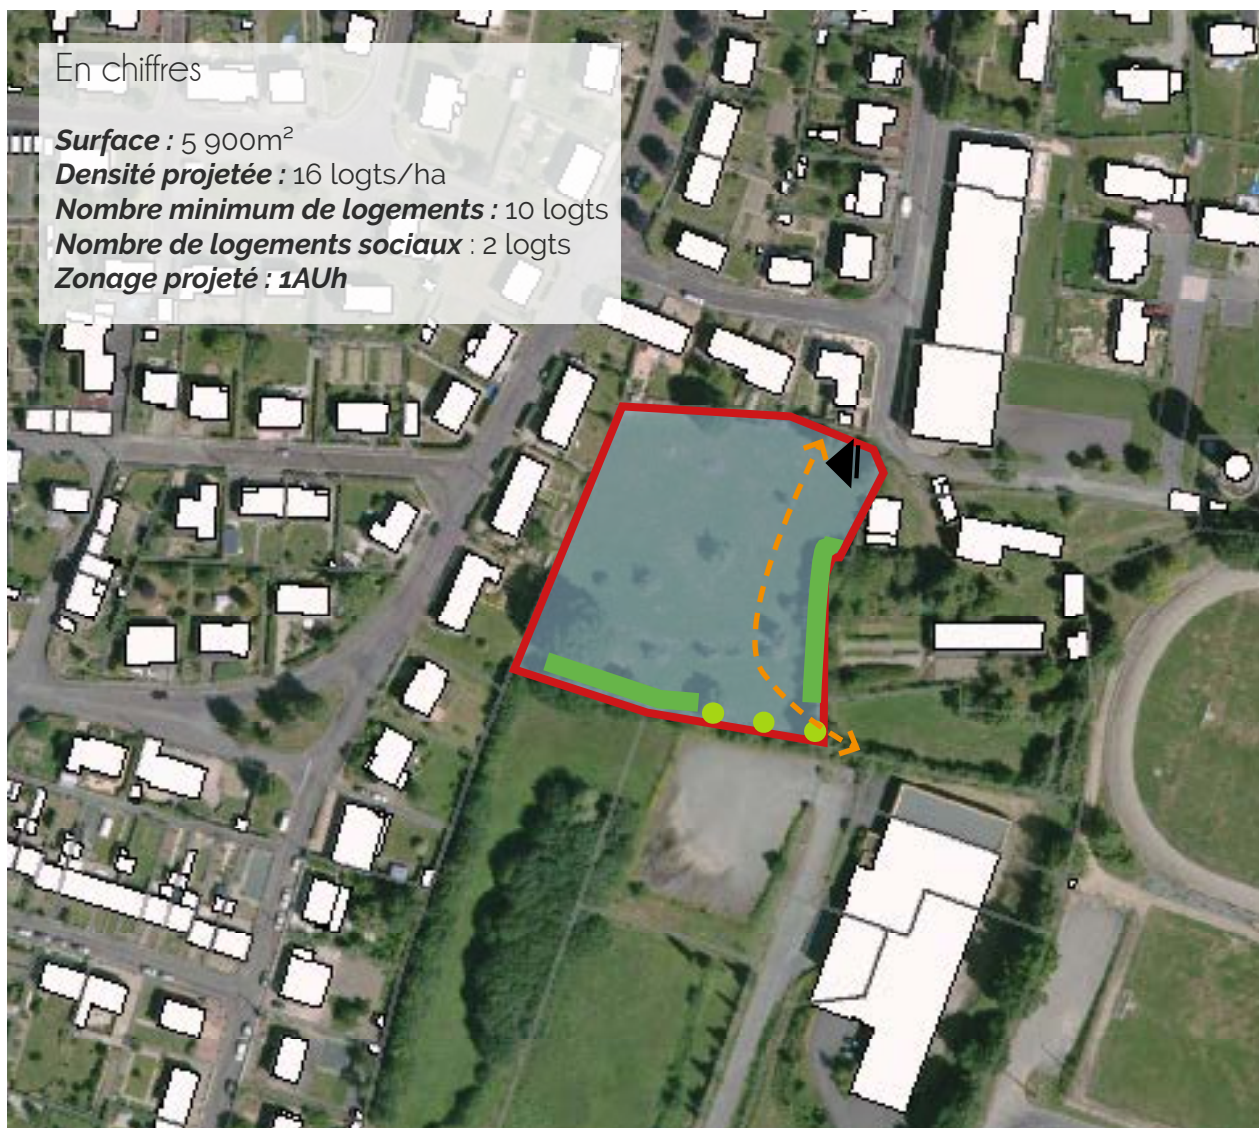 En chiffres
Surface : 5 900m²
Densité projetée : 16 logts/ha
Nombre minimum de logements : 10 logts
Nombre de logements sociaux : 2 logts
Zonage projeté : 1AUh